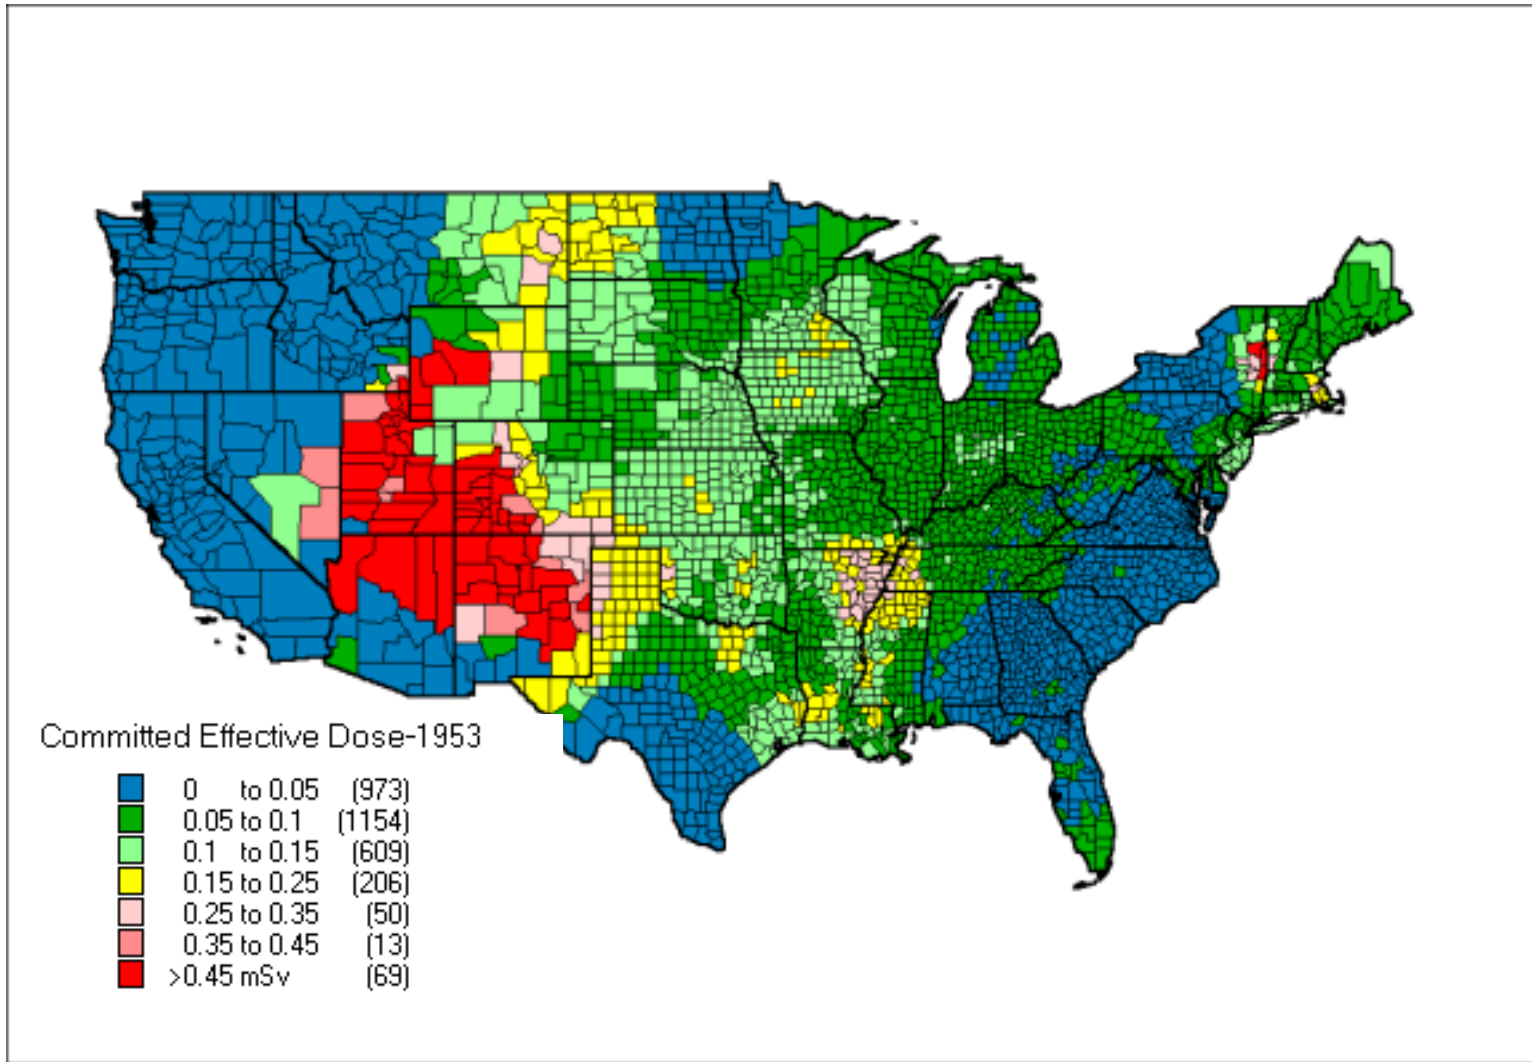 Committed Effective Dose-1953
0 to 0.05 (973)
0.05 to 0.1 (1154)
0.1 to 0.15 (609)
0.15 to 0.25 (206)
0.25 to 0.35 (50)
0.35 to 0.45 (13)
>0.45 mSv (69)